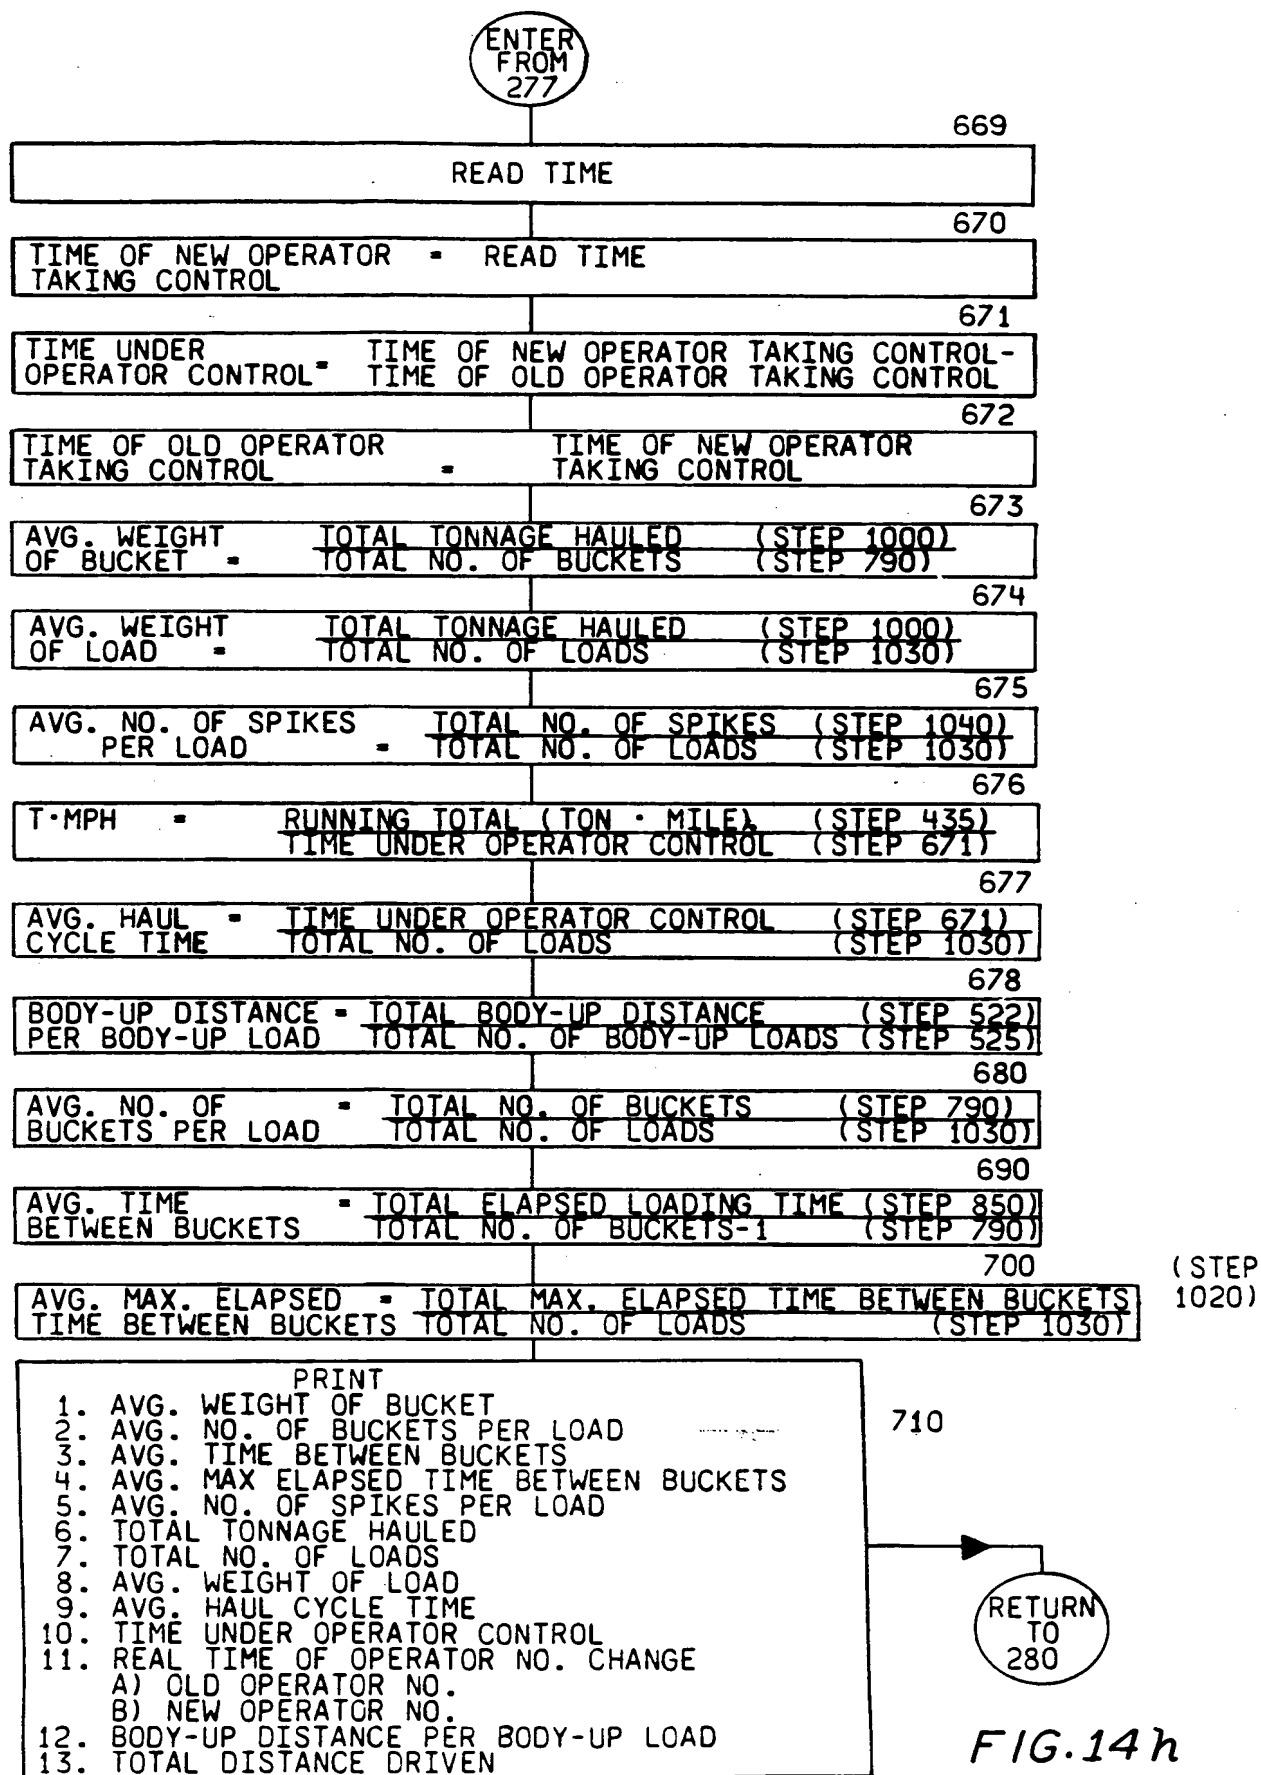 ENTER
FROM
277
669
READ TIME
670
TIME OF NEW OPERATOR = READ TIME
TAKING CONTROL
671
TIME UNDER TIME OF NEW OPERATOR TAKING CONTROL-
OPERATOR CONTROL= TIME OF OLD OPERATOR TAKING CONTROL
672
TIME OF OLD OPERATOR TIME OF NEW OPERATOR
TAKING CONTROL = TAKING CONTROL
673
AVG. WEIGHT TOTAL TONNAGE HAULED (STEP 1000)
OF BUCKET = TOTAL NO. OF BUCKETS (STEP 790)
674
AVG. WEIGHT TOTAL TONNAGE HAULED (STEP 1000)
OF LOAD = TOTAL NO. OF LOADS (STEP 1030)
675
AVG. NO. OF SPIKES TOTAL NO. OF SPIKES (STEP 1040)
PER LOAD = TOTAL NO. OF LOADS (STEP 1030)
676
T·MPH = RUNNING TOTAL (TON · MILE) (STEP 435)
TIME UNDER OPERATOR CONTROL (STEP 671)
677
AVG. HAUL = TIME UNDER OPERATOR CONTROL (STEP 671)
CYCLE TIME TOTAL NO. OF LOADS (STEP 1030)
678
BODY-UP DISTANCE = TOTAL BODY-UP DISTANCE (STEP 522)
PER BODY-UP LOAD TOTAL NO. OF BODY-UP LOADS (STEP 525)
680
AVG. NO. OF = TOTAL NO. OF BUCKETS (STEP 790)
BUCKETS PER LOAD TOTAL NO. OF LOADS (STEP 1030)
690
AVG. TIME = TOTAL ELAPSED LOADING TIME (STEP 850)
BETWEEN BUCKETS TOTAL NO. OF BUCKETS-1 (STEP 790)
700 (STEP
AVG. MAX. ELAPSED = TOTAL MAX. ELAPSED TIME BETWEEN BUCKETS 1020)
TIME BETWEEN BUCKETS TOTAL NO. OF LOADS (STEP 1030)
PRINT
1. AVG. WEIGHT OF BUCKET
2. AVG. NO. OF BUCKETS PER LOAD 710
3. AVG. TIME BETWEEN BUCKETS
4. AVG. MAX ELAPSED TIME BETWEEN BUCKETS
5. AVG. NO. OF SPIKES PER LOAD
6. TOTAL TONNAGE HAULED
7. TOTAL NO. OF LOADS
8. AVG. WEIGHT OF LOAD
9. AVG. HAUL CYCLE TIME
10. TIME UNDER OPERATOR CONTROL
11. REAL TIME OF OPERATOR NO. CHANGE
A) OLD OPERATOR NO.
B) NEW OPERATOR NO.
12. BODY-UP DISTANCE PER BODY-UP LOAD
13. TOTAL DISTANCE DRIVEN
RETURN
TO
280
FIG.14h